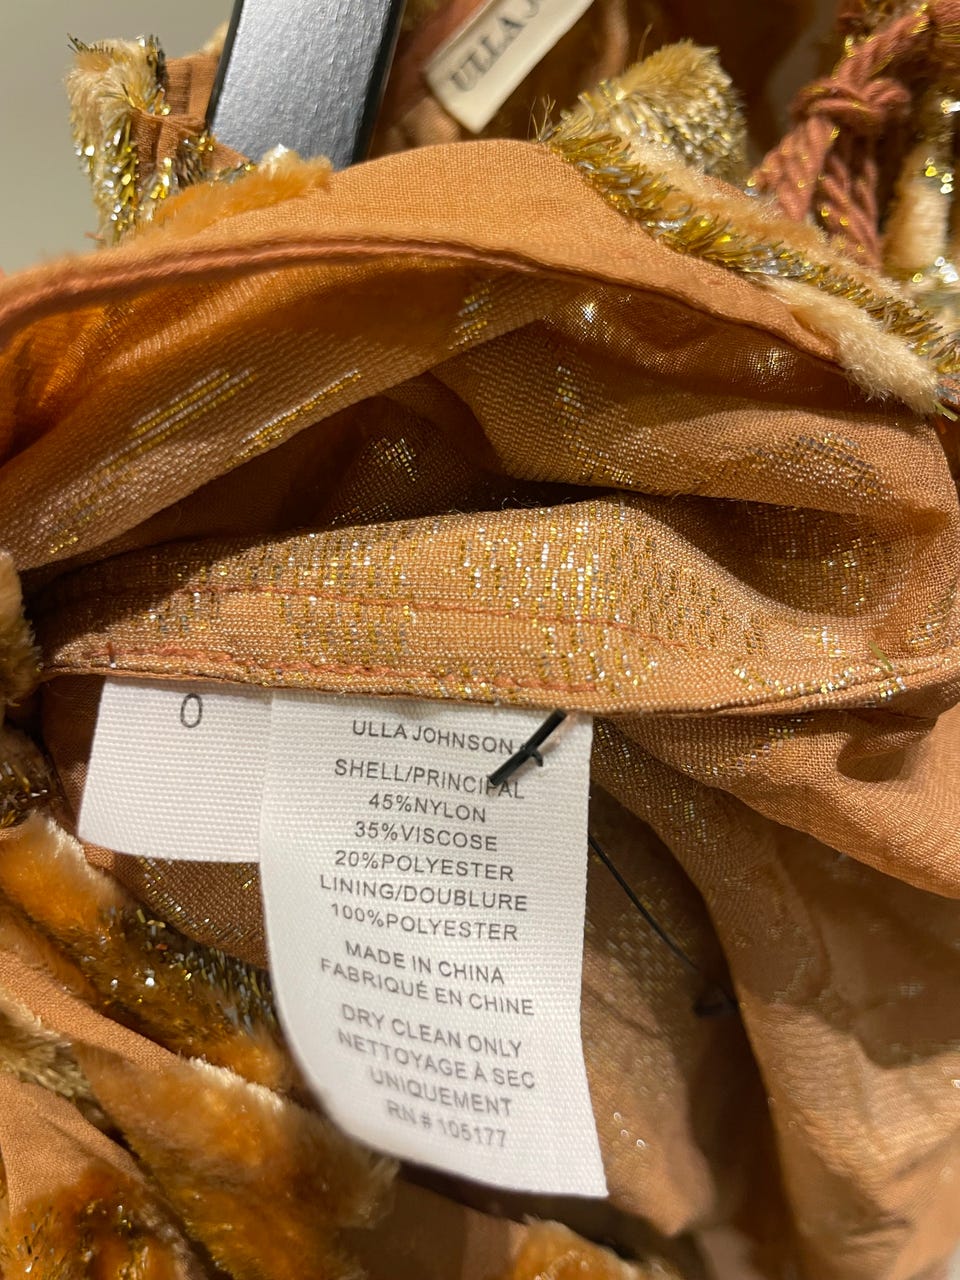 ULLA J
0
ULLA JOHNSON
SHELL/PRINCIPAL
45%NYLON
35%VISCOSE
20%POLYESTER
LINING/DOUBLURE
100%POLYESTER
MADE IN CHINA
FABRIQUÉ EN CHINE
DRY CLEAN ONLY
NETTOYAGE À SEC
UNIQUEMENT
RN # 105177